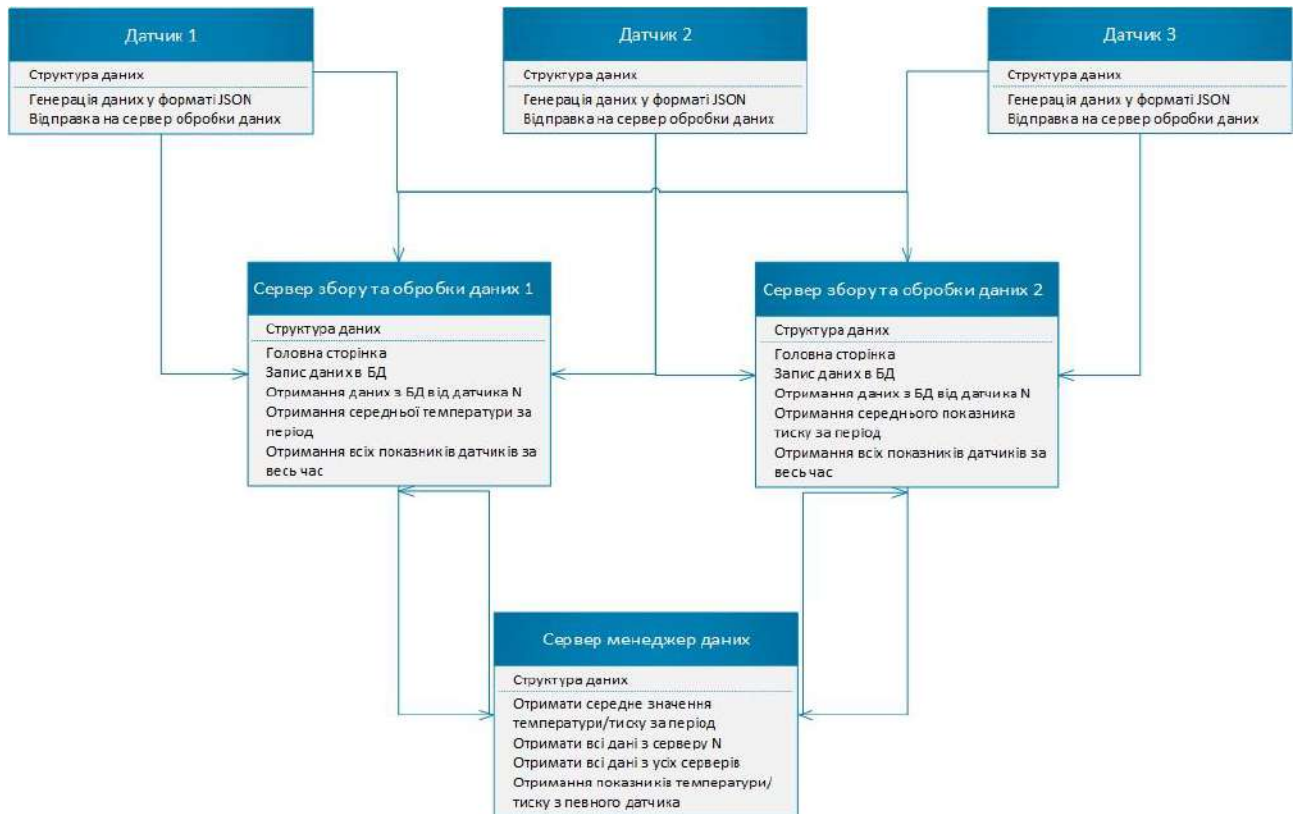 Датчик 1
Структура даних
Генерація даних у форматі JSON
Відправка на сервер обробки даних
Датчик 2
Структура даних
Генерація даних у форматі JSON
Відправка на сервер обробки даних
Датчик 3
Структура даних
Генерація даних у форматі JSON
Відправка на сервер обробки даних
Сервер збору та обробки даних 1
Структура даних
Головна сторінка
Запис даних в БД
Отримання даних з БД від датчика N
Отримання середньої температури за
період
Отримання всіх показників датчиків за
весь час
Сервер збору та обробки даних 2
Структура даних
Головна сторінка
Запис даних в БД
Отримання даних з БД від датчика N
Отримання середнього показника
тиску за період
Отримання всіх показників датчиків за
весь час
Сервер менеджер даних
Структура даних
Отримати середне значення
температури/тиску за період
Отримати всі дані з серверу N
Отримати всі дані з усіх серверів
Отримання показників температури/
тиску з певного датчика